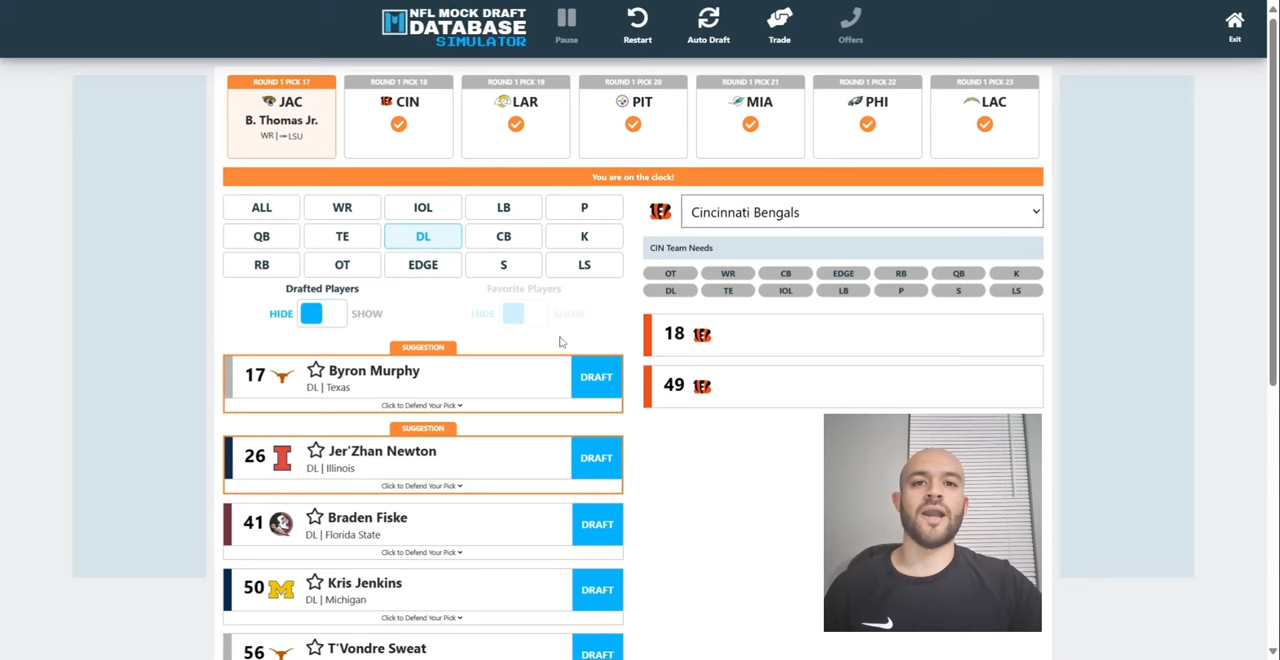 NFL MOCK DRAFT
DATABASE
SIMULATOR
Pause
Restart
Auto Draft
Trade
Offers
Exit
ROUND 1 PICK 17
JAC
B. Thomas Jr.
WR | LSU LSU
ROUND 1 PICK 18
CIN
ROUND 1 PICK 19
LAR
ROUND 1 PICK 20
PIT
ROUND 1 PICK 21
MIA
ROUND 1 PICK 22
PHI
ROUND 1 PICK 23
LAC
You are on the clock!
ALL WR IOL LB P
QB TE DL CB K
RB OT EDGE S LS
Drafted Players
HIDE SHOW
Favorite Players
HIDE SHOW
SUGGESTION
17 Byron Murphy
DL | Texas
DRAFT
Click to Defend Your Pick
SUGGESTION
26 Jer'Zhan Newton
DL | Illinois
DRAFT
Click to Defend Your Pick
41 Braden Fiske
DL | Florida State
DRAFT
Click to Defend Your Pick
50 Kris Jenkins
DL | Michigan
DRAFT
Click to Defend Your Pick
56 T'Vondre Sweat
DRAFT
Cincinnati Bengals
CIN Team Needs
OT WR CB EDGE RB QB K
DL TE IOL LB P S LS
18
49